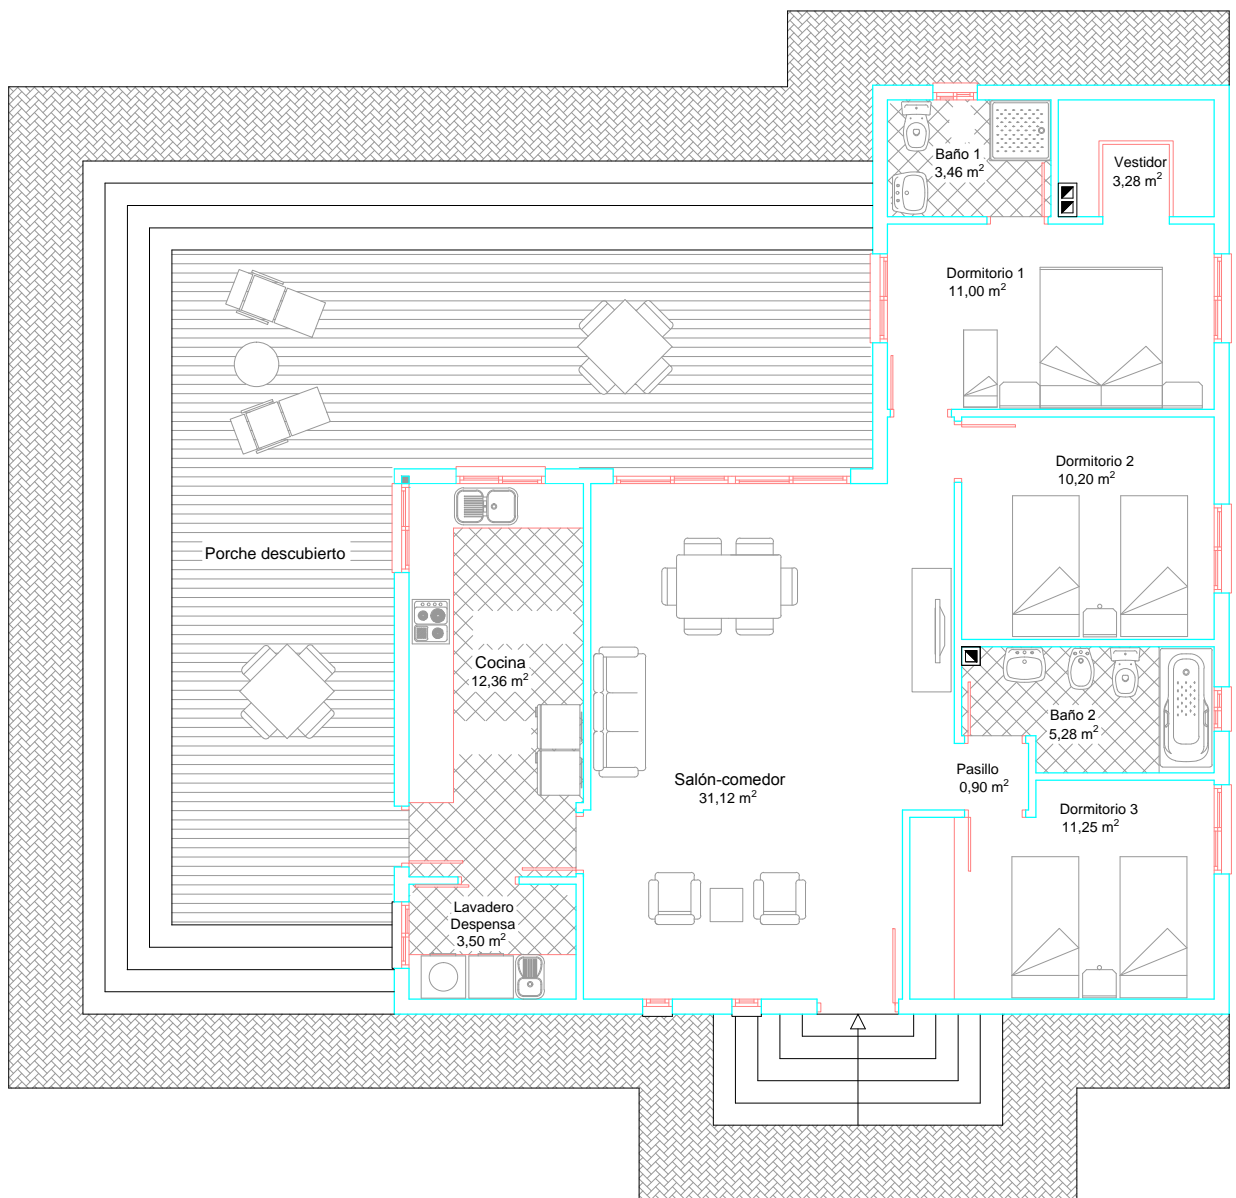 Baño 1
3,46 m²
Vestidor
3,28 m²
Dormitorio 1
11,00 m²
Dormitorio 2
10,20 m²
Porche descubierto
Cocina
12,36 m²
Baño 2
5,28 m²
Salón-comedor
31,12 m²
Pasillo
0,90 m²
Dormitorio 3
11,25 m²
Lavadero
Despensa
3,50 m²